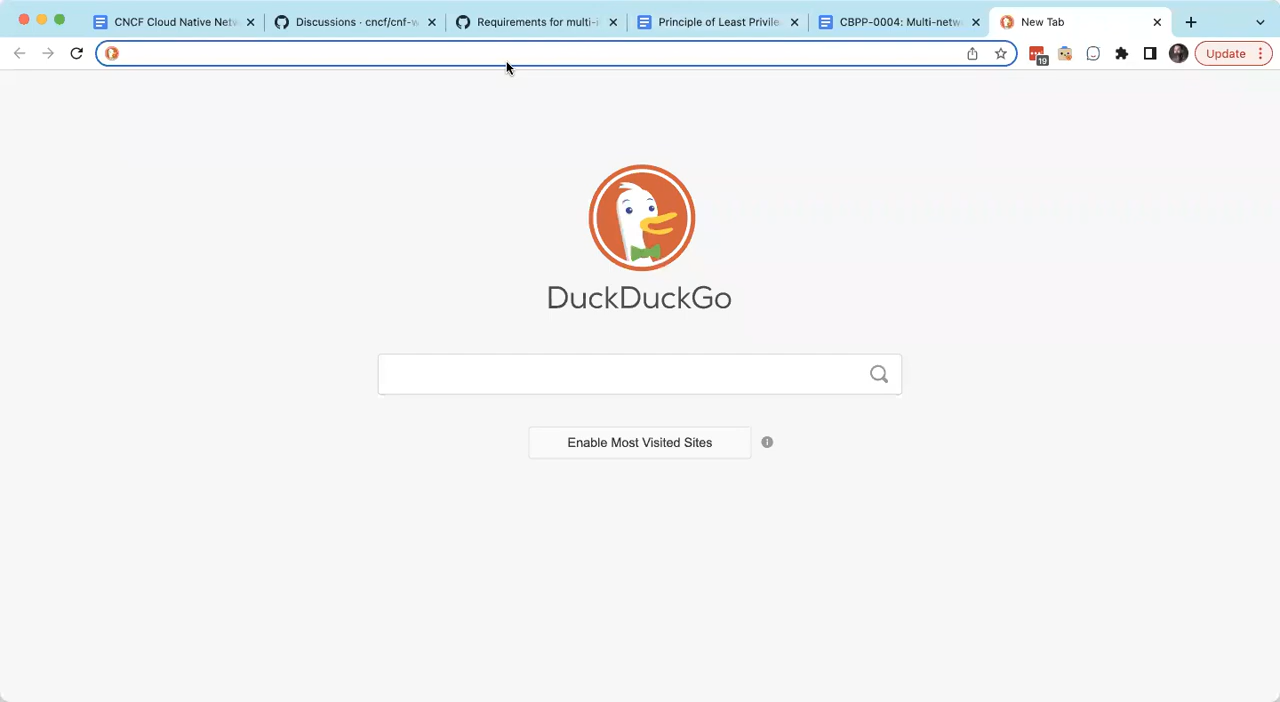 CNCF Cloud Native Netw
Discussions · cncf/cnf-w
Requirements for multi-i
Principle of Least Privile
CBPP-0004: Multi-netw
New Tab
19
Update
DuckDuckGo
Enable Most Visited Sites